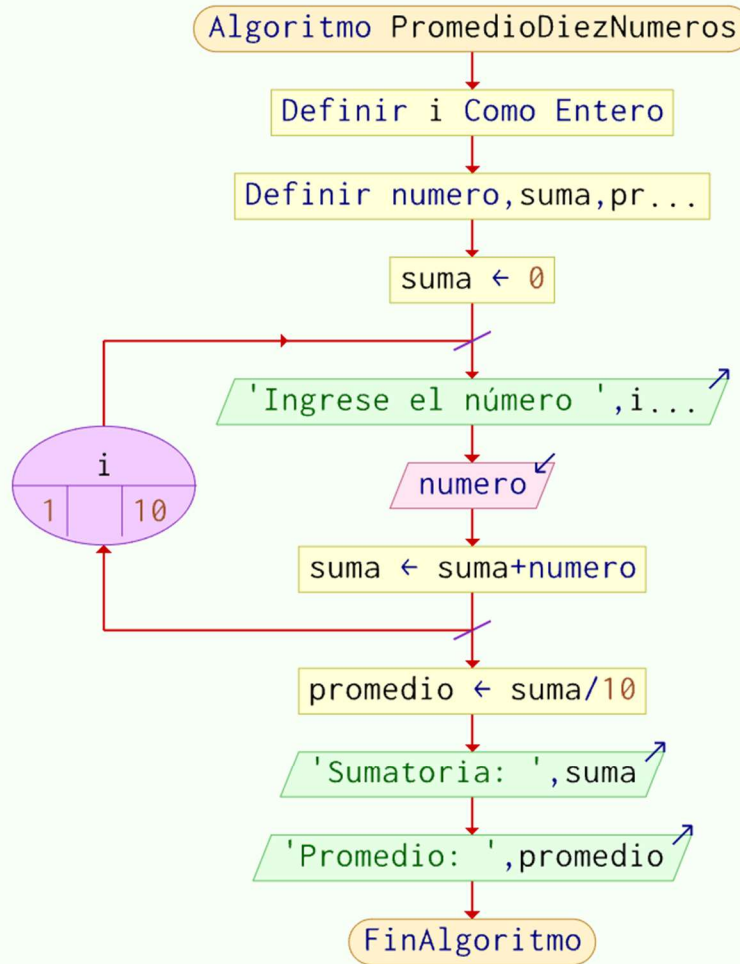 Algoritmo PromedioDiezNumeros
Definir i Como Entero
Definir numero,suma,pr...
suma ← 0
'Ingrese el número ',i...
i
1 10
numero
suma ← suma+numero
promedio ← suma/10
'Sumatoria: ',suma
'Promedio: ',promedio
FinAlgoritmo